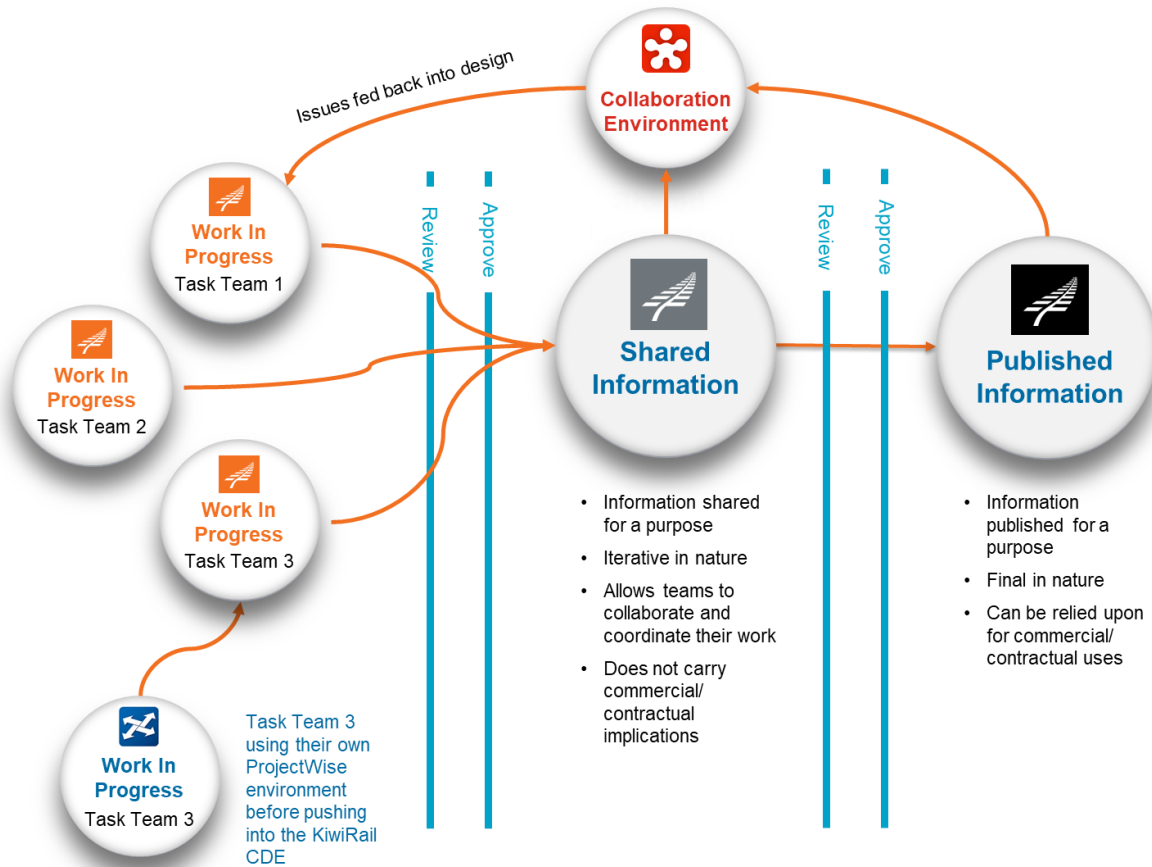 Collaboration
Environment
Issues fed back into design
Work In
Progress
Task Team 1
Work In
Progress
Task Team 2
Work In
Progress
Task Team 3
Work In
Progress
Task Team 3
Task Team 3
using their own
ProjectWise
environment
before pushing
into the KiwiRail
CDE
Review
Approve
Shared
Information
• Information shared
for a purpose
• Iterative in nature
• Allows teams to
collaborate and
coordinate their work
• Does not carry
commercial/
contractual
implications
Review
Approve
Published
Information
• Information
published for a
purpose
• Final in nature
• Can be relied upon
for commercial/
contractual uses